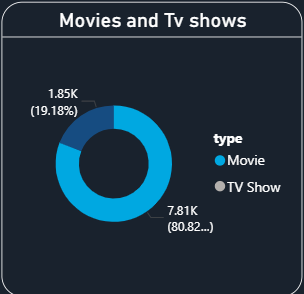 Movies and Tv shows
1.85K
(19.18%)
type
Movie
TV Show
7.81K
(80.82...)